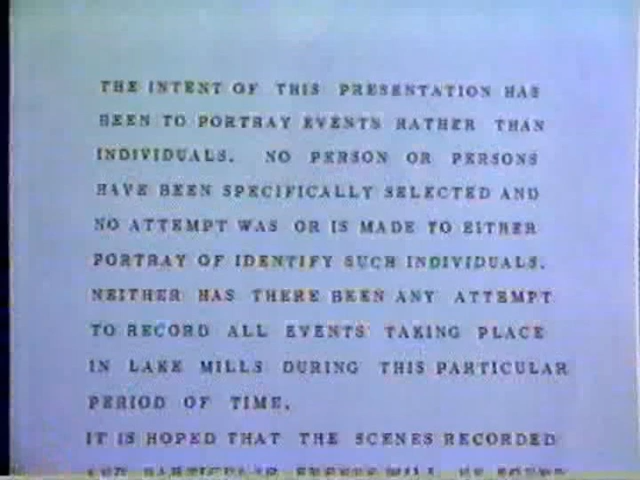 THE INTENT OF THIS PRESENTATION HAS
BEEN TO PORTRAY EVENTS RATHER THAN
INDIVIDUALS. NO PERSON OR PERSONS
HAVE BEEN SPECIFICALLY SELECTED AND
NO ATTEMPT WAS OR IS MADE TO EITHER
PORTRAY OF IDENTIFY SUCH INDIVIDUALS.
NEITHER HAS THERE BEEN ANY ATTEMPT
TO RECORD ALL EVENTS TAKING PLACE
IN LAKE MILLS DURING THIS PARTICULAR
PERIOD OF TIME.
IT IS HOPED THAT THE SCENES RECORDED